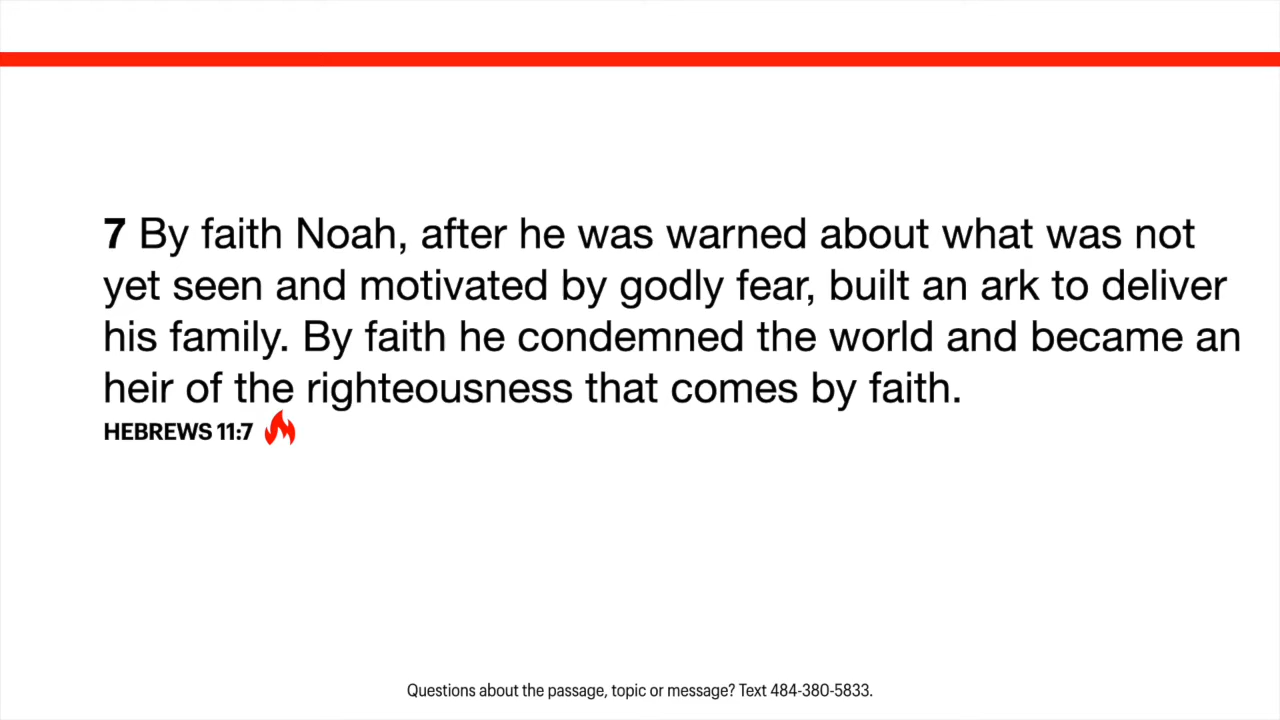 7 By faith Noah, after he was warned about what was not
yet seen and motivated by godly fear, built an ark to deliver
his family. By faith he condemned the world and became an
heir of the righteousness that comes by faith.
HEBREWS 11:7
Questions about the passage, topic or message? Text 484-380-5833.